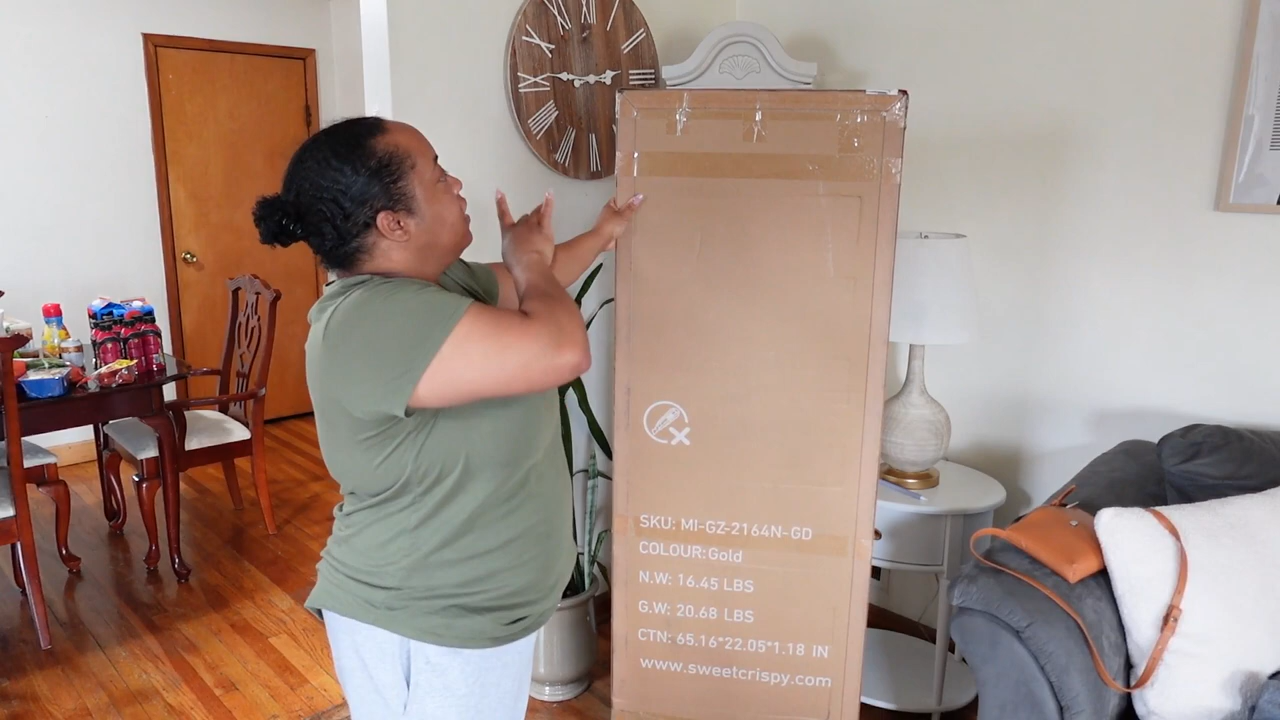 SKU: MI-GZ-2164N-GD
COLOUR:Gold
N.W: 16.45 LBS
G.W: 20.68 LBS
CTN: 65.16*22.05*1.18 IN
www.sweetcrispy.com